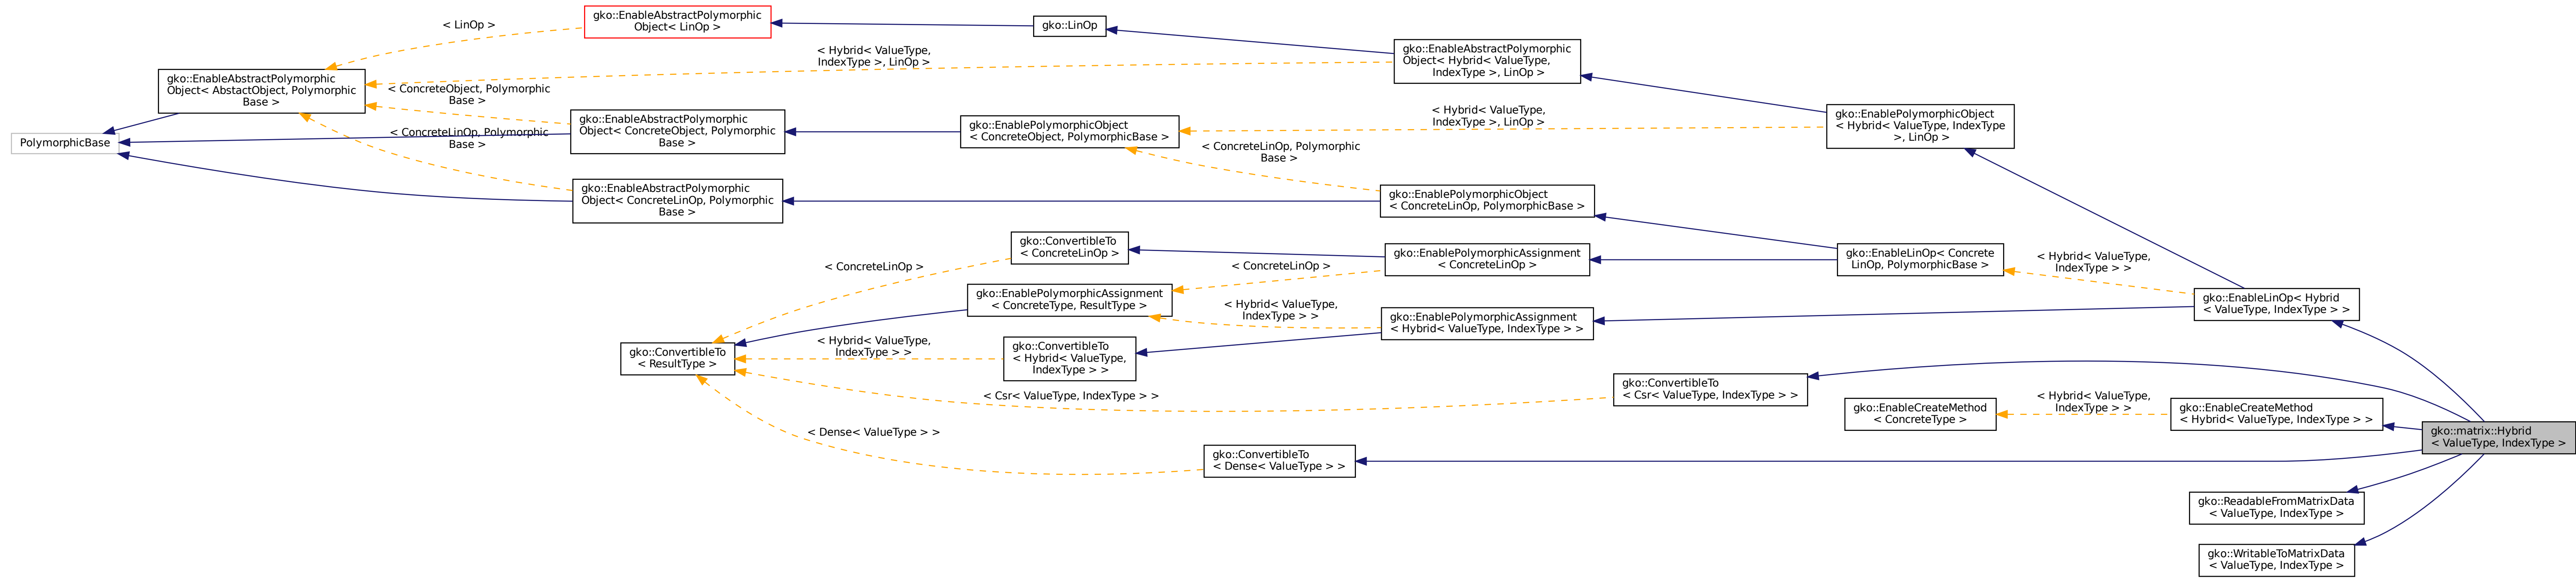 gko::EnableAbstractPolymorphic
Object< LinOp >
< LinOp >
gko::LinOp
< Hybrid< ValueType,
IndexType >, LinOp >
gko::EnableAbstractPolymorphic
Object< Hybrid< ValueType,
IndexType >, LinOp >
gko::EnableAbstractPolymorphic
Object< AbstactObject, Polymorphic
Base >
< ConcreteObject, Polymorphic
Base >
gko::EnableAbstractPolymorphic
Object< ConcreteObject, Polymorphic
Base >
gko::EnablePolymorphicObject
< ConcreteObject, PolymorphicBase >
< Hybrid< ValueType,
IndexType >, LinOp >
gko::EnablePolymorphicObject
< Hybrid< ValueType, IndexType
>, LinOp >
PolymorphicBase
< ConcreteLinOp, Polymorphic
Base >
< ConcreteLinOp, Polymorphic
Base >
gko::EnableAbstractPolymorphic
Object< ConcreteLinOp, Polymorphic
Base >
gko::EnablePolymorphicObject
< ConcreteLinOp, PolymorphicBase >
gko::ConvertibleTo
< ConcreteLinOp >
gko::EnablePolymorphicAssignment
< ConcreteLinOp >
gko::EnableLinOp< Concrete
LinOp, PolymorphicBase >
< Hybrid< ValueType,
IndexType > >
< ConcreteLinOp >
< ConcreteLinOp >
gko::EnablePolymorphicAssignment
< ConcreteType, ResultType >
< Hybrid< ValueType,
IndexType > >
gko::EnablePolymorphicAssignment
< Hybrid< ValueType, IndexType > >
gko::EnableLinOp< Hybrid
< ValueType, IndexType > >
gko::ConvertibleTo
< ResultType >
< Hybrid< ValueType,
IndexType > >
gko::ConvertibleTo
< Hybrid< ValueType,
IndexType > >
< Csr< ValueType, IndexType > >
gko::ConvertibleTo
< Csr< ValueType, IndexType > >
gko::EnableCreateMethod
< ConcreteType >
< Hybrid< ValueType,
IndexType > >
gko::EnableCreateMethod
< Hybrid< ValueType, IndexType > >
gko::matrix::Hybrid
< ValueType, IndexType >
< Dense< ValueType > >
gko::ConvertibleTo
< Dense< ValueType > >
gko::ReadableFromMatrixData
< ValueType, IndexType >
gko::WritableToMatrixData
< ValueType, IndexType >